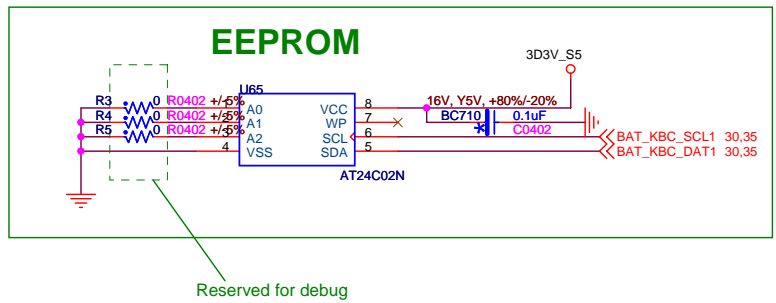 EEPROM
3D3V_S5
U65
R3 0 R0402 +/-5%
R4 0 R0402 +/-5%
R5 0 R0402 +/-5%
A0
A1
A2
4 VSS
VCC 8
WP 7
SCL 6
SDA 5
AT24C02N
16V, Y5V, +80%/-20%
BC710 0.1uF
C0402
BAT_KBC_SCL1 30,35
BAT_KBC_DAT1 30,35
Reserved for debug